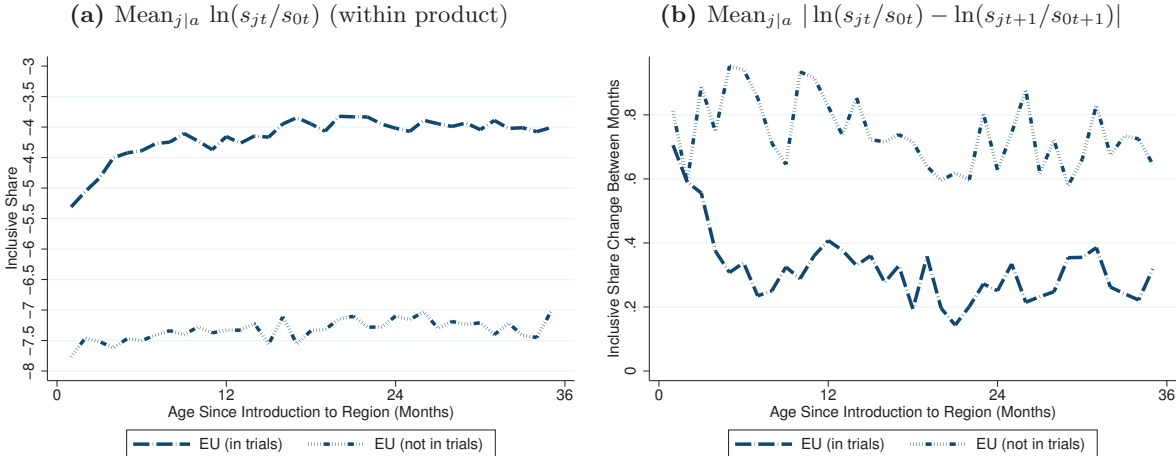 (a) Mean_{j|a} ln(s_{jt}/s_{0t}) (within product)
Inclusive Share
-3
-3.5
-4
-4.5
-5
-5.5
-6
-6.5
-7
-7.5
-8
0 12 24 36
Age Since Introduction to Region (Months)
EU (in trials) EU (not in trials)
(b) Mean_{j|a} | ln(s_{jt}/s_{0t}) − ln(s_{jt+1}/s_{0t+1})|
Inclusive Share Change Between Months
.8
.6
.4
.2
0
0 12 24 36
Age Since Introduction to Region (Months)
EU (in trials) EU (not in trials)